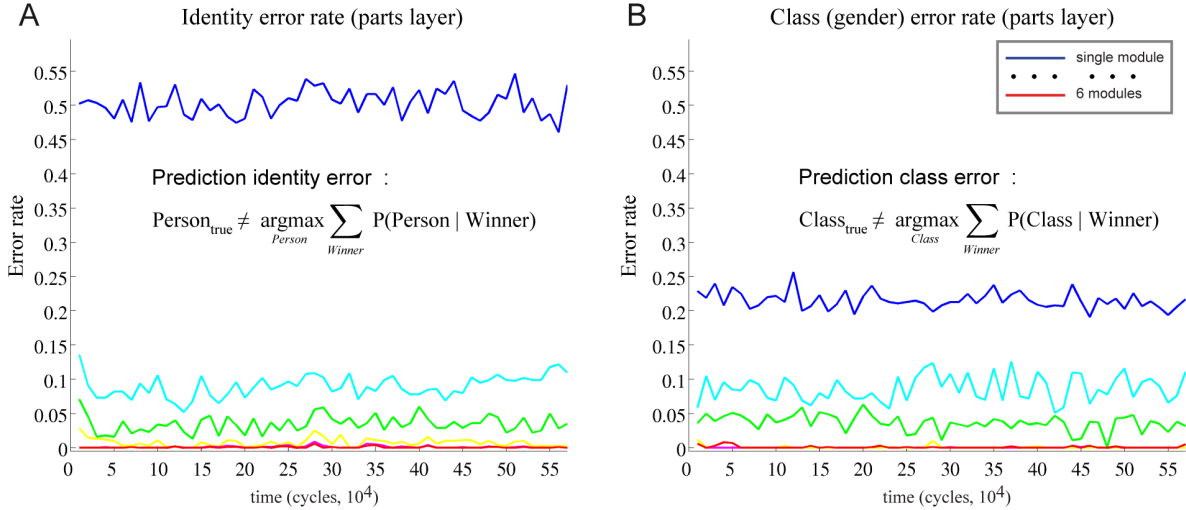 A
Identity error rate (parts layer)
0.55
0.5
0.45
0.4
0.35
0.3
0.25
0.2
0.15
0.1
0.05
0
Error rate
Prediction identity error :
Person_true ≠ argmax_Person ∑_Winner P(Person | Winner)
0 5 10 15 20 25 30 35 40 45 50 55
time (cycles, 10^4)
B
Class (gender) error rate (parts layer)
single module
6 modules
0.55
0.5
0.45
0.4
0.35
0.3
0.25
0.2
0.15
0.1
0.05
0
Error rate
Prediction class error :
Class_true ≠ argmax_Class ∑_Winner P(Class | Winner)
0 5 10 15 20 25 30 35 40 45 50 55
time (cycles, 10^4)